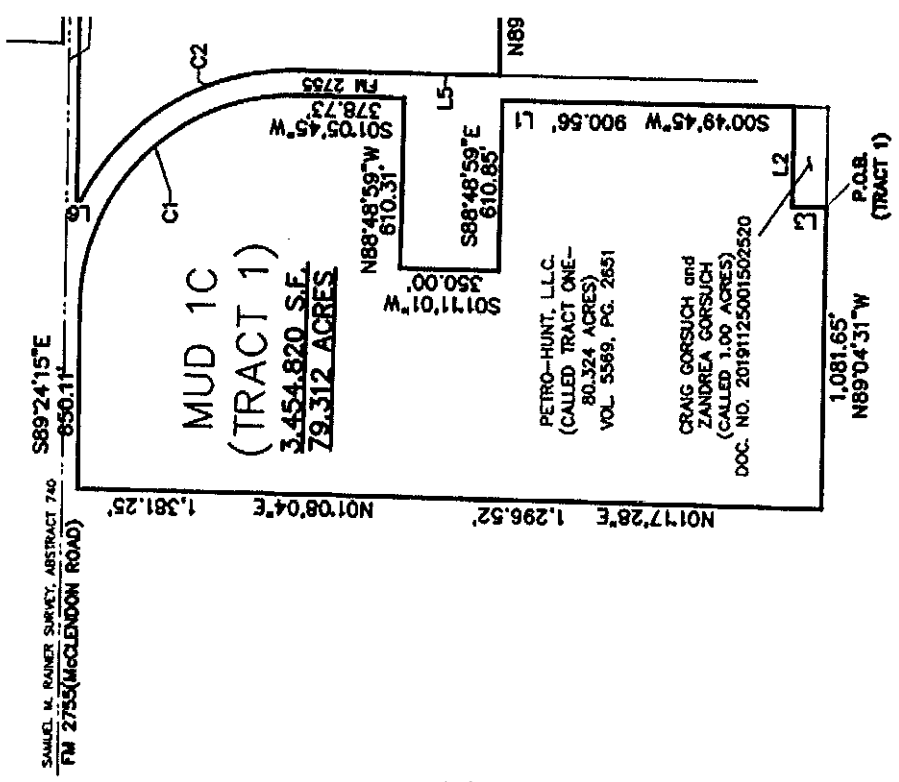 S89°24'15"E
850.11'
SAMUEL M. RAINER SURVEY, ABSTRACT 740
FM 2755(McCLENDON ROAD)
L6
C2
C1
MUD 1C
(TRACT 1)
3,454,820 S.F.
79.312 ACRES
N01°08'04"E 1,381.25'
N01°17'28"E 1,296.52'
FM 2755
S01°05'45"W
378.73'
N88°48'59"W
610.31'
S01°11'01"W
350.00'
S88°48'59"E
610.85'
L5
N89
L1
S00°49'45"W 900.56'
PETRO-HUNT, L.L.C.
(CALLED TRACT ONE-
80.324 ACRES)
VOL. 5569, PG. 2651
CRAIG GORSUCH and
ZANDREA GORSUCH
(CALLED 1.00 ACRES)
DOC. NO. 20191125001502520
L2
L3
P.O.B.
(TRACT 1)
1,081.65'
N89°04'31"W